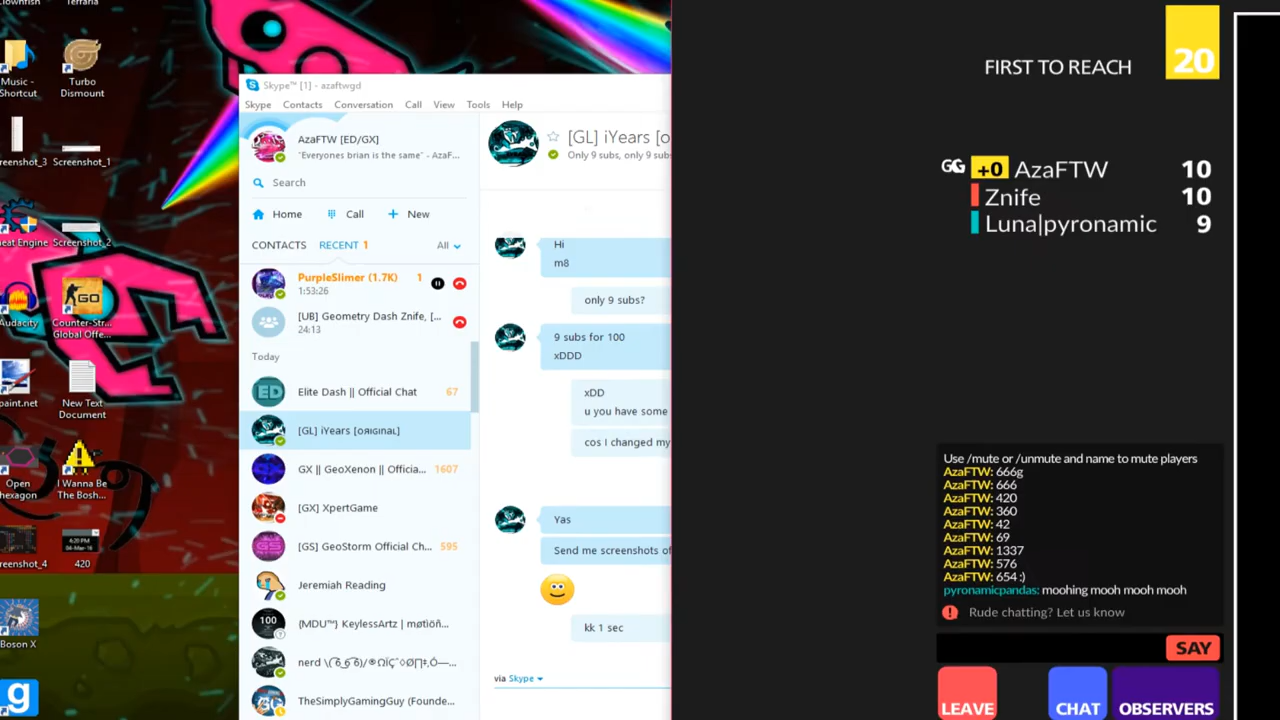 Clownfish
Terraria
Music -
Shortcut
Turbo
Dismount
reenshot_3
Screenshot_1
heat Engine
Screenshot_2
Audacity
Counter-Str...
Global Offe...
paint.net
New Text
Document
Open
hexagon
I Wanna Be
The Bosh...
reenshot_4
420
Boson X
Skype™ [1] - azaftwgd
Skype Contacts Conversation Call View Tools Help
AzaFTW [ED/GX]
"Everyones brian is the same" - AzaF...
Search
Home Call New
CONTACTS RECENT 1 All
PurpleSlimer (1.7K) 1
1:53:26
[UB] Geometry Dash Znife, [...
24:13
Today
Elite Dash || Official Chat 67
[GL] iYears [ᴏʀɪɢɪɴᴀʟ]
GX || GeoXenon || Officia... 1607
[GX] XpertGame
[GS] GeoStorm Official Ch... 595
Jeremiah Reading
{MDU™} KeylessArtz | møtìöñ...
TheSimplyGamingGuy (Founde...
[GL] iYears [o
Only 9 subs, only 9 subs
Hi
m8
only 9 subs?
9 subs for 100
xDDD
xDD
u you have some
cos I changed my
Yas
Send me screenshots of
kk 1 sec
via Skype
FIRST TO REACH 20
GG +0 AzaFTW 10
Znife 10
Luna|pyronamic 9
Use /mute or /unmute and name to mute players
AzaFTW: 666g
AzaFTW: 666
AzaFTW: 420
AzaFTW: 360
AzaFTW: 42
AzaFTW: 69
AzaFTW: 1337
AzaFTW: 576
AzaFTW: 654 :)
pyronamicpandas: moohing mooh mooh mooh
Rude chatting? Let us know
SAY
LEAVE CHAT OBSERVERS